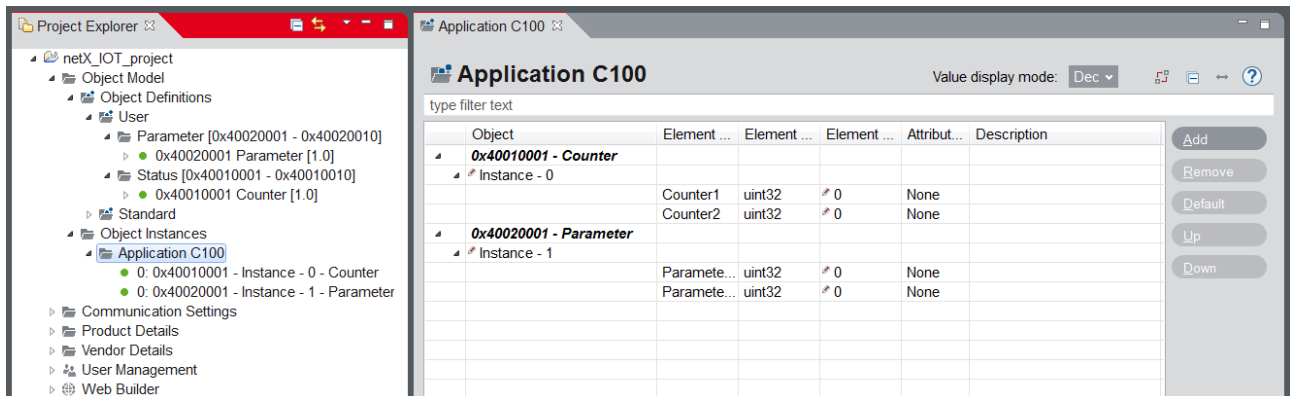 Project Explorer
netX_IOT_project
Object Model
Object Definitions
User
Parameter [0x40020001 - 0x40020010]
0x40020001 Parameter [1.0]
Status [0x40010001 - 0x40010010]
0x40010001 Counter [1.0]
Standard
Object Instances
Application C100
0: 0x40010001 - Instance - 0 - Counter
0: 0x40020001 - Instance - 1 - Parameter
Communication Settings
Product Details
Vendor Details
User Management
Web Builder
Application C100
Application C100
Value display mode: Dec
?
type filter text
Object Element ... Element ... Element ... Attribut... Description
0x40010001 - Counter
Instance - 0
Counter1 uint32 0 None
Counter2 uint32 0 None
0x40020001 - Parameter
Instance - 1
Paramete... uint32 0 None
Paramete... uint32 0 None
Add
Remove
Default
Up
Down